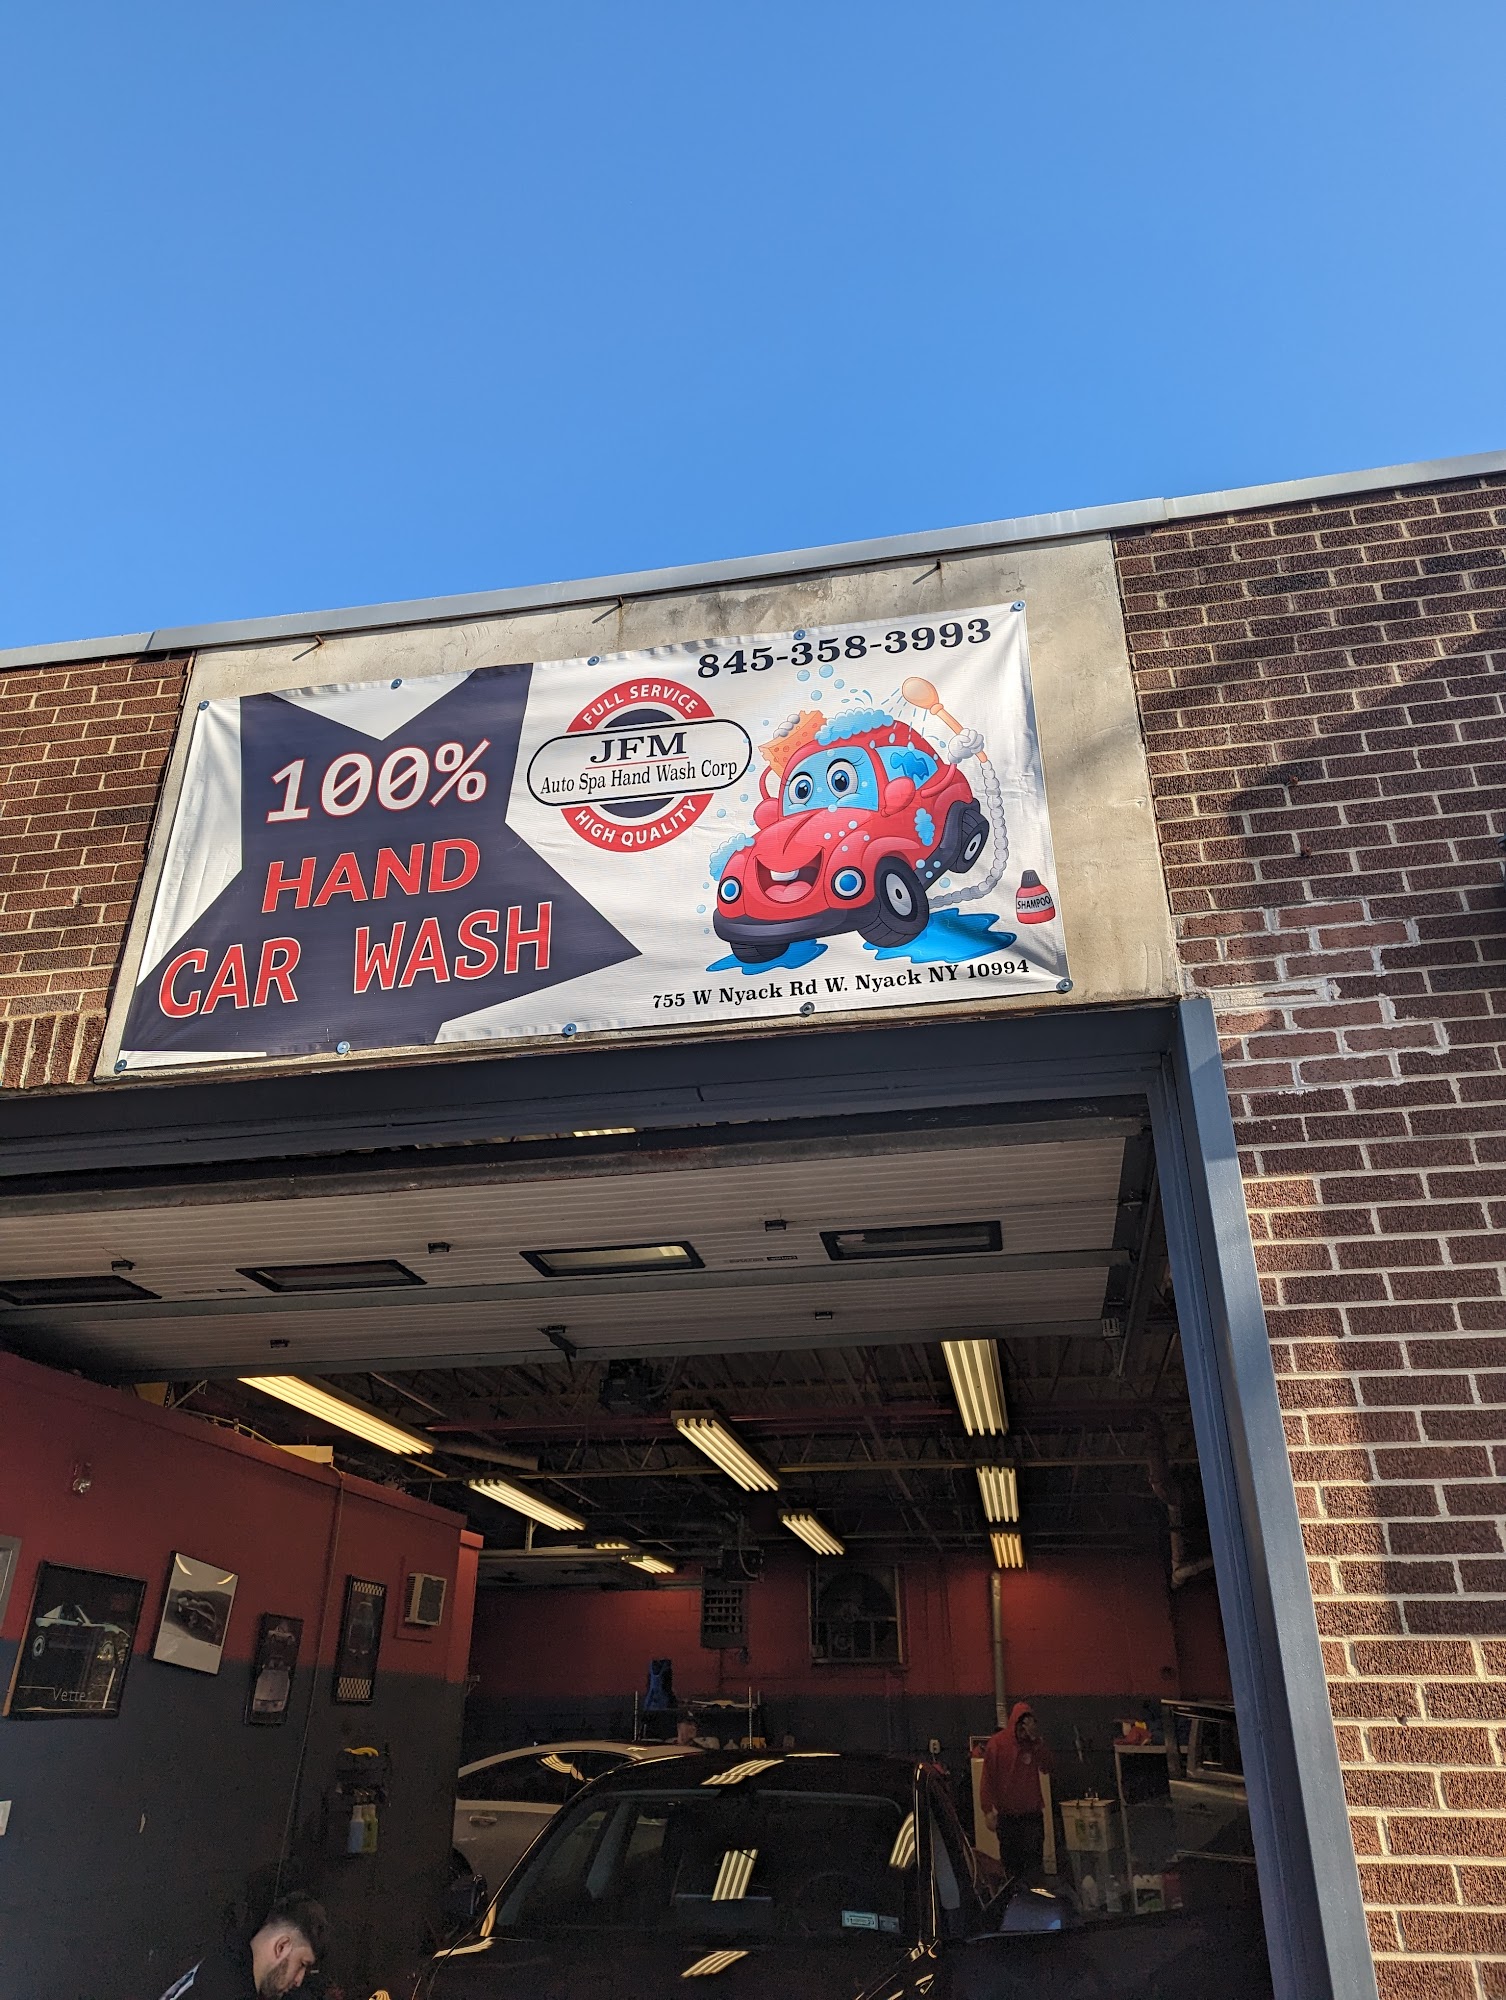 100%
HAND
CAR WASH
FULL SERVICE
JFM
Auto Spa Hand Wash Corp
HIGH QUALITY
845-358-3993
SHAMPOO
755 W Nyack Rd W. Nyack NY 10994
Vette